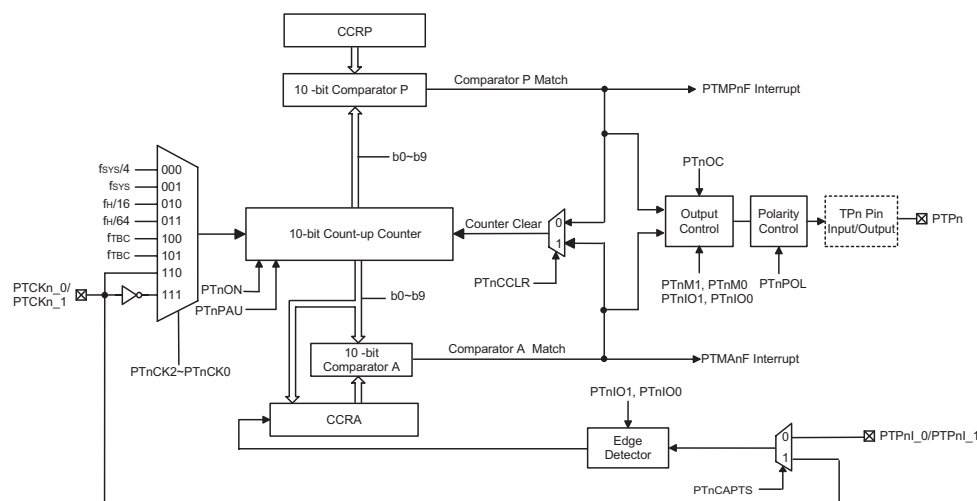 CCRP
10 -bit Comparator P
Comparator P Match
PTMPnF Interrupt
b0~b9
fSYS/4
000
fSYS
001
fH/16
010
fH/64
011
fTBC
100
fTBC
101
110
111
PTCKn_0/
PTCKn_1
PTnCK2~PTnCK0
10-bit Count-up Counter
PTnON
PTnPAU
Counter Clear
0
1
PTnCCLR
PTnOC
Output
Control
PTnM1, PTnM0
PTnIO1, PTnIO0
Polarity
Control
PTnPOL
TPn Pin
Input/Output
PTPn
b0~b9
10 -bit
Comparator A
Comparator A Match
PTMAnF Interrupt
CCRA
PTnIO1, PTnIO0
Edge
Detector
0
1
PTPnI_0/PTPnI_1
PTnCAPTS